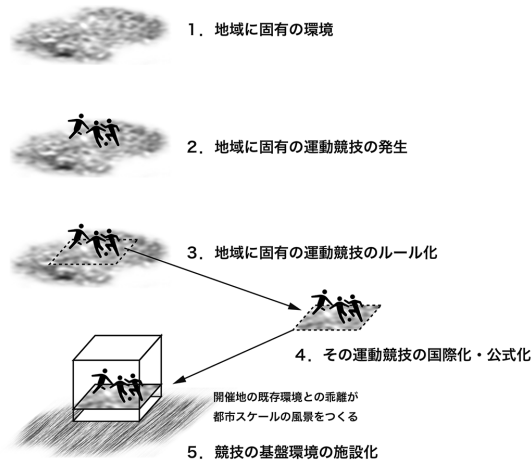 1．地域に固有の環境
2．地域に固有の運動競技の発生
3．地域に固有の運動競技のルール化
4．その運動競技の国際化・公式化
開催地の既存環境との乖離が
都市スケールの風景をつくる
5．競技の基盤環境の施設化